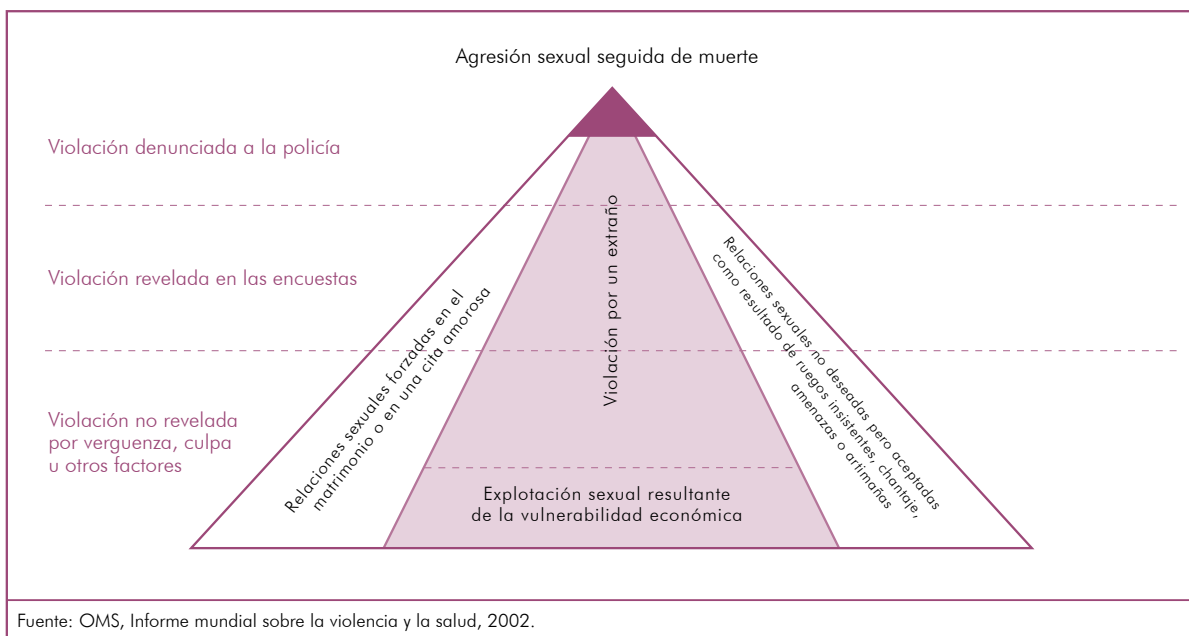 Agresión sexual seguida de muerte
Violación denunciada a la policía
Violación revelada en las encuestas
Violación no revelada
por verguenza, culpa
u otros factores
Relaciones sexuales forzadas en el
matrimonio o en una cita amorosa
Violación por un extraño
Relaciones sexuales no deseadas pero aceptadas
como resultado de ruegos insistentes, chantaje,
amenazas o artimañas
Explotación sexual resultante
de la vulnerabilidad económica
Fuente: OMS, Informe mundial sobre la violencia y la salud, 2002.